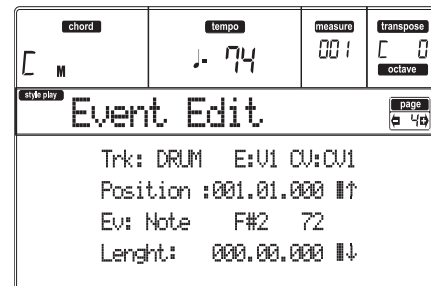 chord tempo measure transpose
C M ♩- 74 001 C 0
octave
style play
Event Edit
page
4
Trk: DRUM E:V1 CV:CV1
Position :001.01.000 ↑
Ev: Note F#2 72
Lenght: 000.00.000 ↓